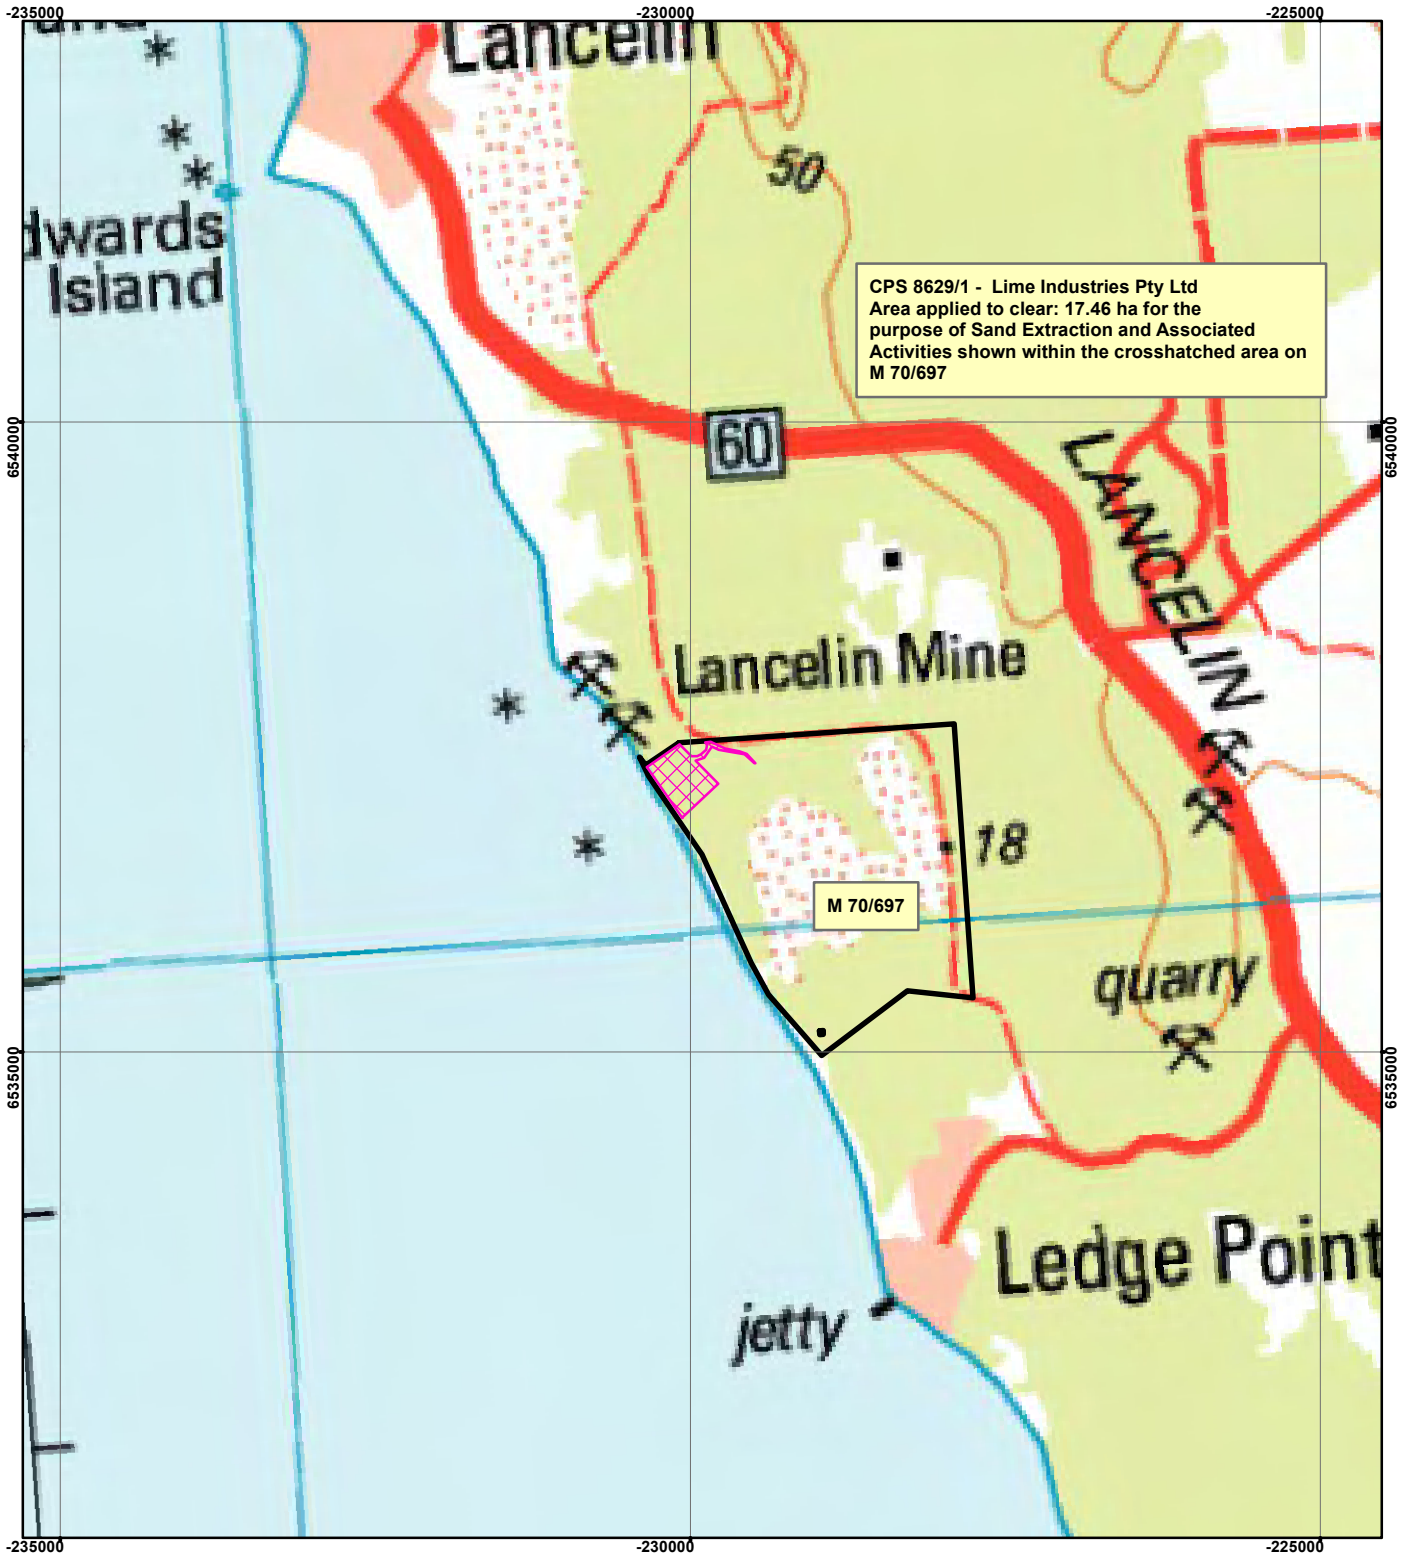 -235000
-230000
-225000
Lancelin
50
dwards
Island
CPS 8629/1 - Lime Industries Pty Ltd
Area applied to clear: 17.46 ha for the
purpose of Sand Extraction and Associated
Activities shown within the crosshatched area on
M 70/697
6540000
6540000
60
LANCELIN
Lancelin Mine
18
M 70/697
quarry
6535000
6535000
Ledge Point
jetty
-235000
-230000
-225000